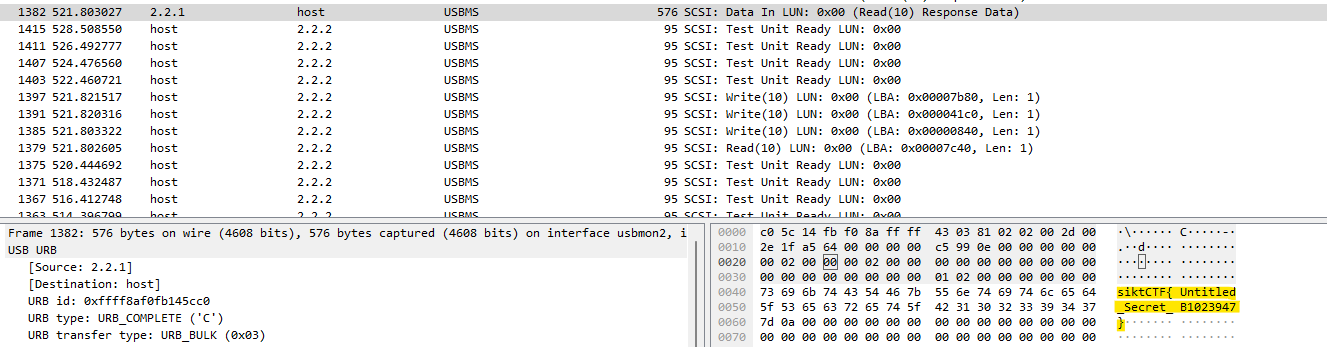 1382 521.803027 2.2.1 host USBMS 576 SCSI: Data In LUN: 0x00 (Read(10) Response Data)
1415 528.508550 host 2.2.2 USBMS 95 SCSI: Test Unit Ready LUN: 0x00
1411 526.492777 host 2.2.2 USBMS 95 SCSI: Test Unit Ready LUN: 0x00
1407 524.476560 host 2.2.2 USBMS 95 SCSI: Test Unit Ready LUN: 0x00
1403 522.460721 host 2.2.2 USBMS 95 SCSI: Test Unit Ready LUN: 0x00
1397 521.821517 host 2.2.2 USBMS 95 SCSI: Write(10) LUN: 0x00 (LBA: 0x00007b80, Len: 1)
1391 521.820316 host 2.2.2 USBMS 95 SCSI: Write(10) LUN: 0x00 (LBA: 0x000041c0, Len: 1)
1385 521.803322 host 2.2.2 USBMS 95 SCSI: Write(10) LUN: 0x00 (LBA: 0x00000840, Len: 1)
1379 521.802605 host 2.2.2 USBMS 95 SCSI: Read(10) LUN: 0x00 (LBA: 0x00007c40, Len: 1)
1375 520.444692 host 2.2.2 USBMS 95 SCSI: Test Unit Ready LUN: 0x00
1371 518.432487 host 2.2.2 USBMS 95 SCSI: Test Unit Ready LUN: 0x00
1367 516.412748 host 2.2.2 USBMS 95 SCSI: Test Unit Ready LUN: 0x00
1363 514.396799 host 2.2.2 USBMS 95 SCSI: Test Unit Ready LUN: 0x00
Frame 1382: 576 bytes on wire (4608 bits), 576 bytes captured (4608 bits) on interface usbmon2, i
USB URB
[Source: 2.2.1]
[Destination: host]
URB id: 0xffff8af0fb145cc0
URB type: URB_COMPLETE ('C')
URB transfer type: URB_BULK (0x03)
0000 c0 5c 14 fb f0 8a ff ff 43 03 81 02 02 00 2d 00 ·\······ C·····-·
0010 2e 1f a5 64 00 00 00 00 c5 99 0e 00 00 00 00 00 .··d···· ········
0020 00 02 00 00 00 02 00 00 00 00 00 00 00 00 00 00 ········ ········
0030 00 00 00 00 00 00 00 00 01 02 00 00 00 00 00 00 ········ ········
0040 73 69 6b 74 43 54 46 7b 55 6e 74 69 74 6c 65 64 siktCTF{ Untitled
0050 5f 53 65 63 72 65 74 5f 42 31 30 32 33 39 34 37 _Secret_ B1023947
0060 7d 0a 00 00 00 00 00 00 00 00 00 00 00 00 00 00 }······· ········
0070 00 00 00 00 00 00 00 00 00 00 00 00 00 00 00 00 ········ ········